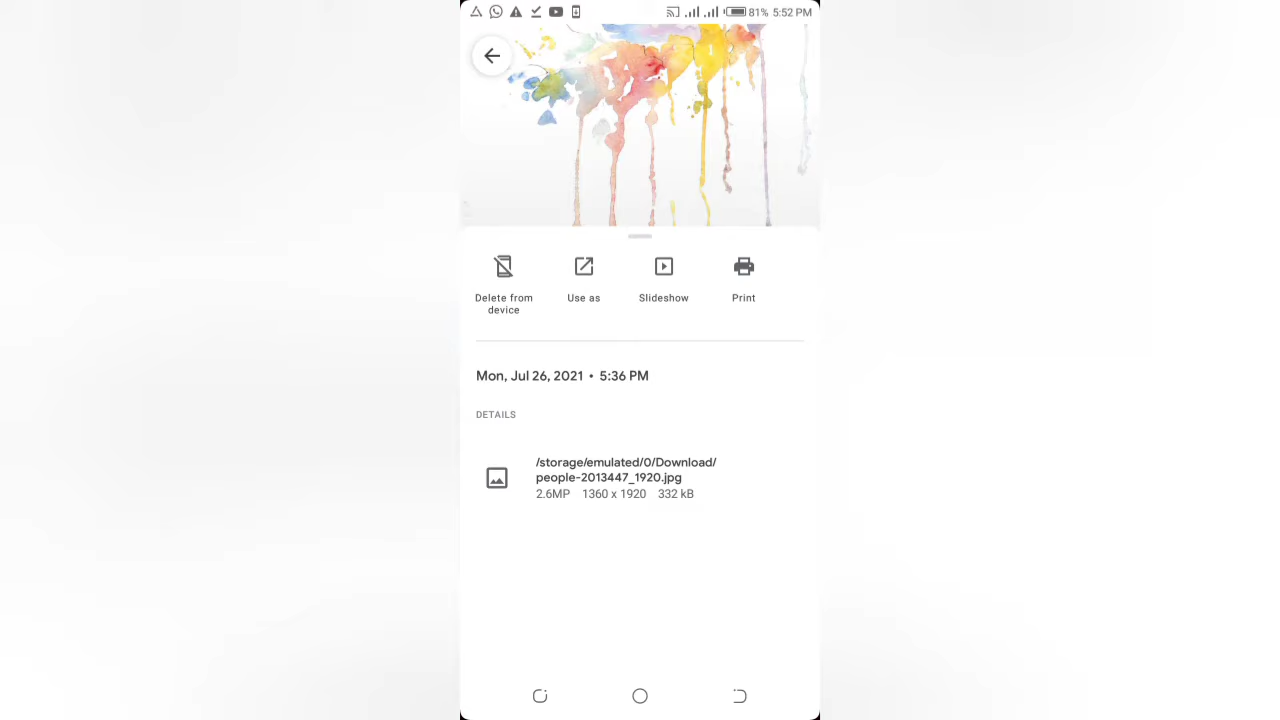 81% 5:52 PM
Delete from
device
Use as
Slideshow
Print
Mon, Jul 26, 2021 • 5:36 PM
DETAILS
/storage/emulated/0/Download/
people-2013447_1920.jpg
2.6MP 1360 x 1920 332 kB